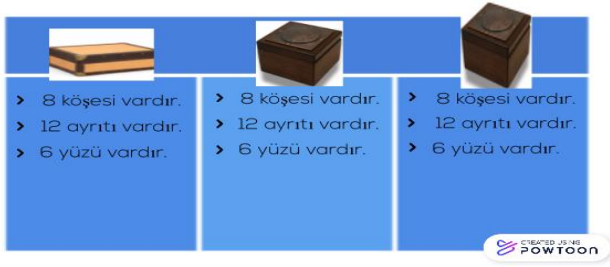 8 köşesi vardır.
12 ayrıtı vardır.
6 yüzü vardır.
8 köşesi vardır.
12 ayrıtı vardır.
6 yüzü vardır.
8 köşesi vardır.
12 ayrıtı vardır.
6 yüzü vardır.
CREATED USING
POWTOON